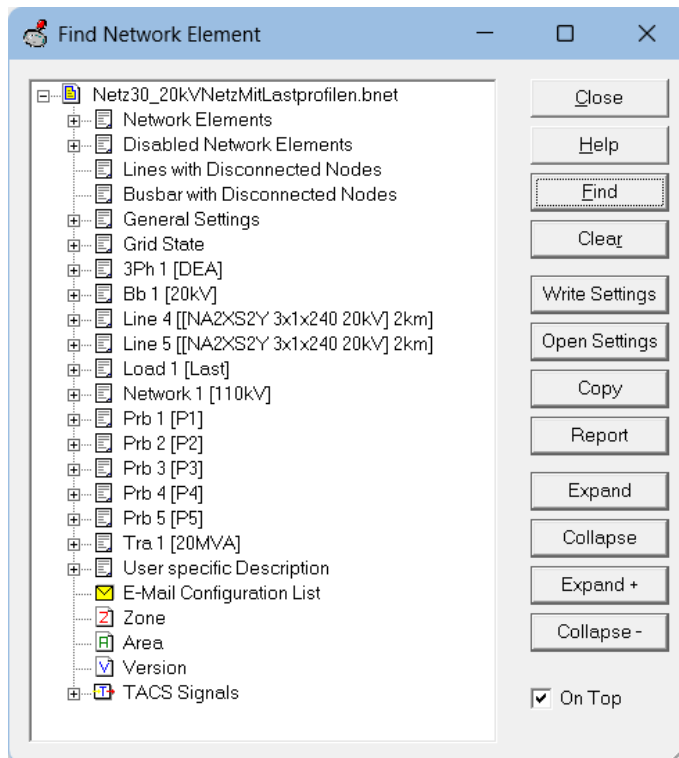 Find Network Element
Netz30_20kVNetzMitLastprofilen.bnet
Network Elements
Disabled Network Elements
Lines with Disconnected Nodes
Busbar with Disconnected Nodes
General Settings
Grid State
3Ph 1 [DEA]
Bb 1 [20kV]
Line 4 [[NA2XS2Y 3x1x240 20kV] 2km]
Line 5 [[NA2XS2Y 3x1x240 20kV] 2km]
Load 1 [Last]
Network 1 [110kV]
Prb 1 [P1]
Prb 2 [P2]
Prb 3 [P3]
Prb 4 [P4]
Prb 5 [P5]
Tra 1 [20MVA]
User specific Description
E-Mail Configuration List
Z Zone
A Area
V Version
T TACS Signals
Close
Help
Find
Clear
Write Settings
Open Settings
Copy
Report
Expand
Collapse
Expand +
Collapse -
On Top